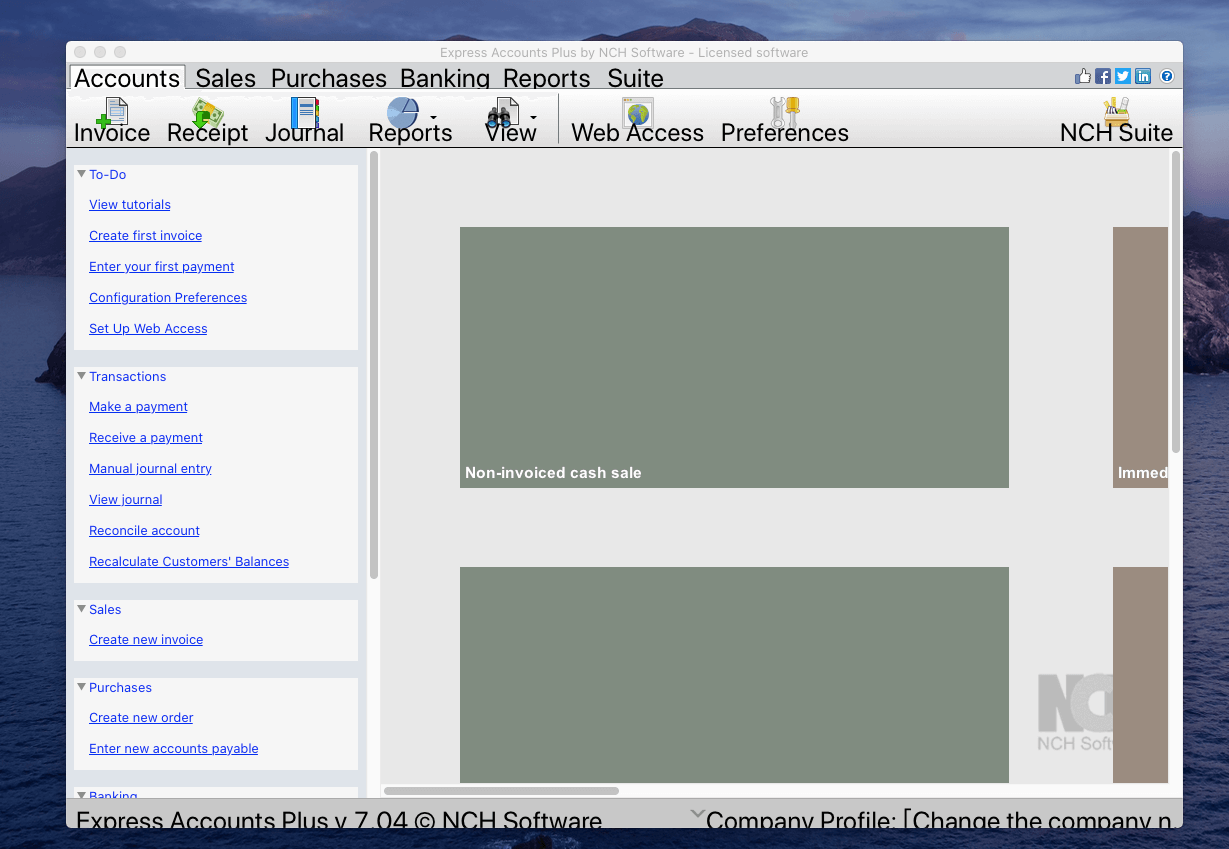 Express Accounts Plus by NCH Software - Licensed software
Accounts Sales Purchases Banking Reports Suite
Invoice Receipt Journal Reports View Web Access Preferences NCH Suite
To-Do
View tutorials
Create first invoice
Enter your first payment
Configuration Preferences
Set Up Web Access
Transactions
Make a payment
Receive a payment
Manual journal entry
View journal
Reconcile account
Recalculate Customers' Balances
Sales
Create new invoice
Purchases
Create new order
Enter new accounts payable
Banking
Non-invoiced cash sale
Immed
NC
NCH Soft
Express Accounts Plus v 7.04 © NCH Software
Company Profile: [Change the company n